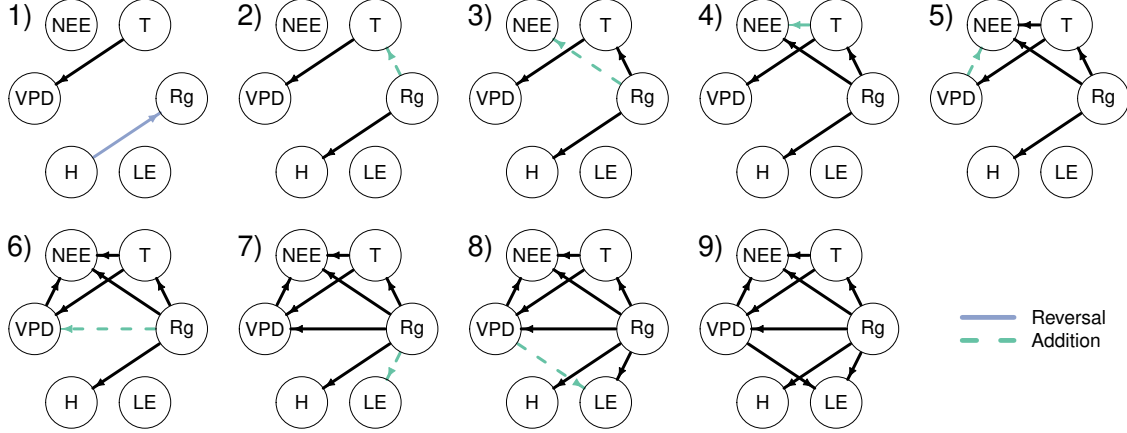 1) NEE T VPD Rg H LE
2) NEE T VPD Rg H LE
3) NEE T VPD Rg H LE
4) NEE T VPD Rg H LE
5) NEE T VPD Rg H LE
6) NEE T VPD Rg H LE
7) NEE T VPD Rg H LE
8) NEE T VPD Rg H LE
9) NEE T VPD Rg H LE
Reversal
Addition